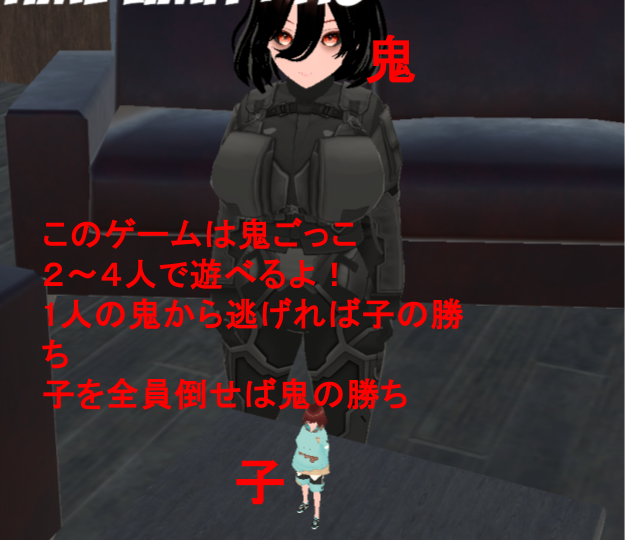 鬼
このゲームは鬼ごっこ
２～４人で遊べるよ！
1人の鬼から逃げれば子の勝
ち
子を全員倒せば鬼の勝ち
子